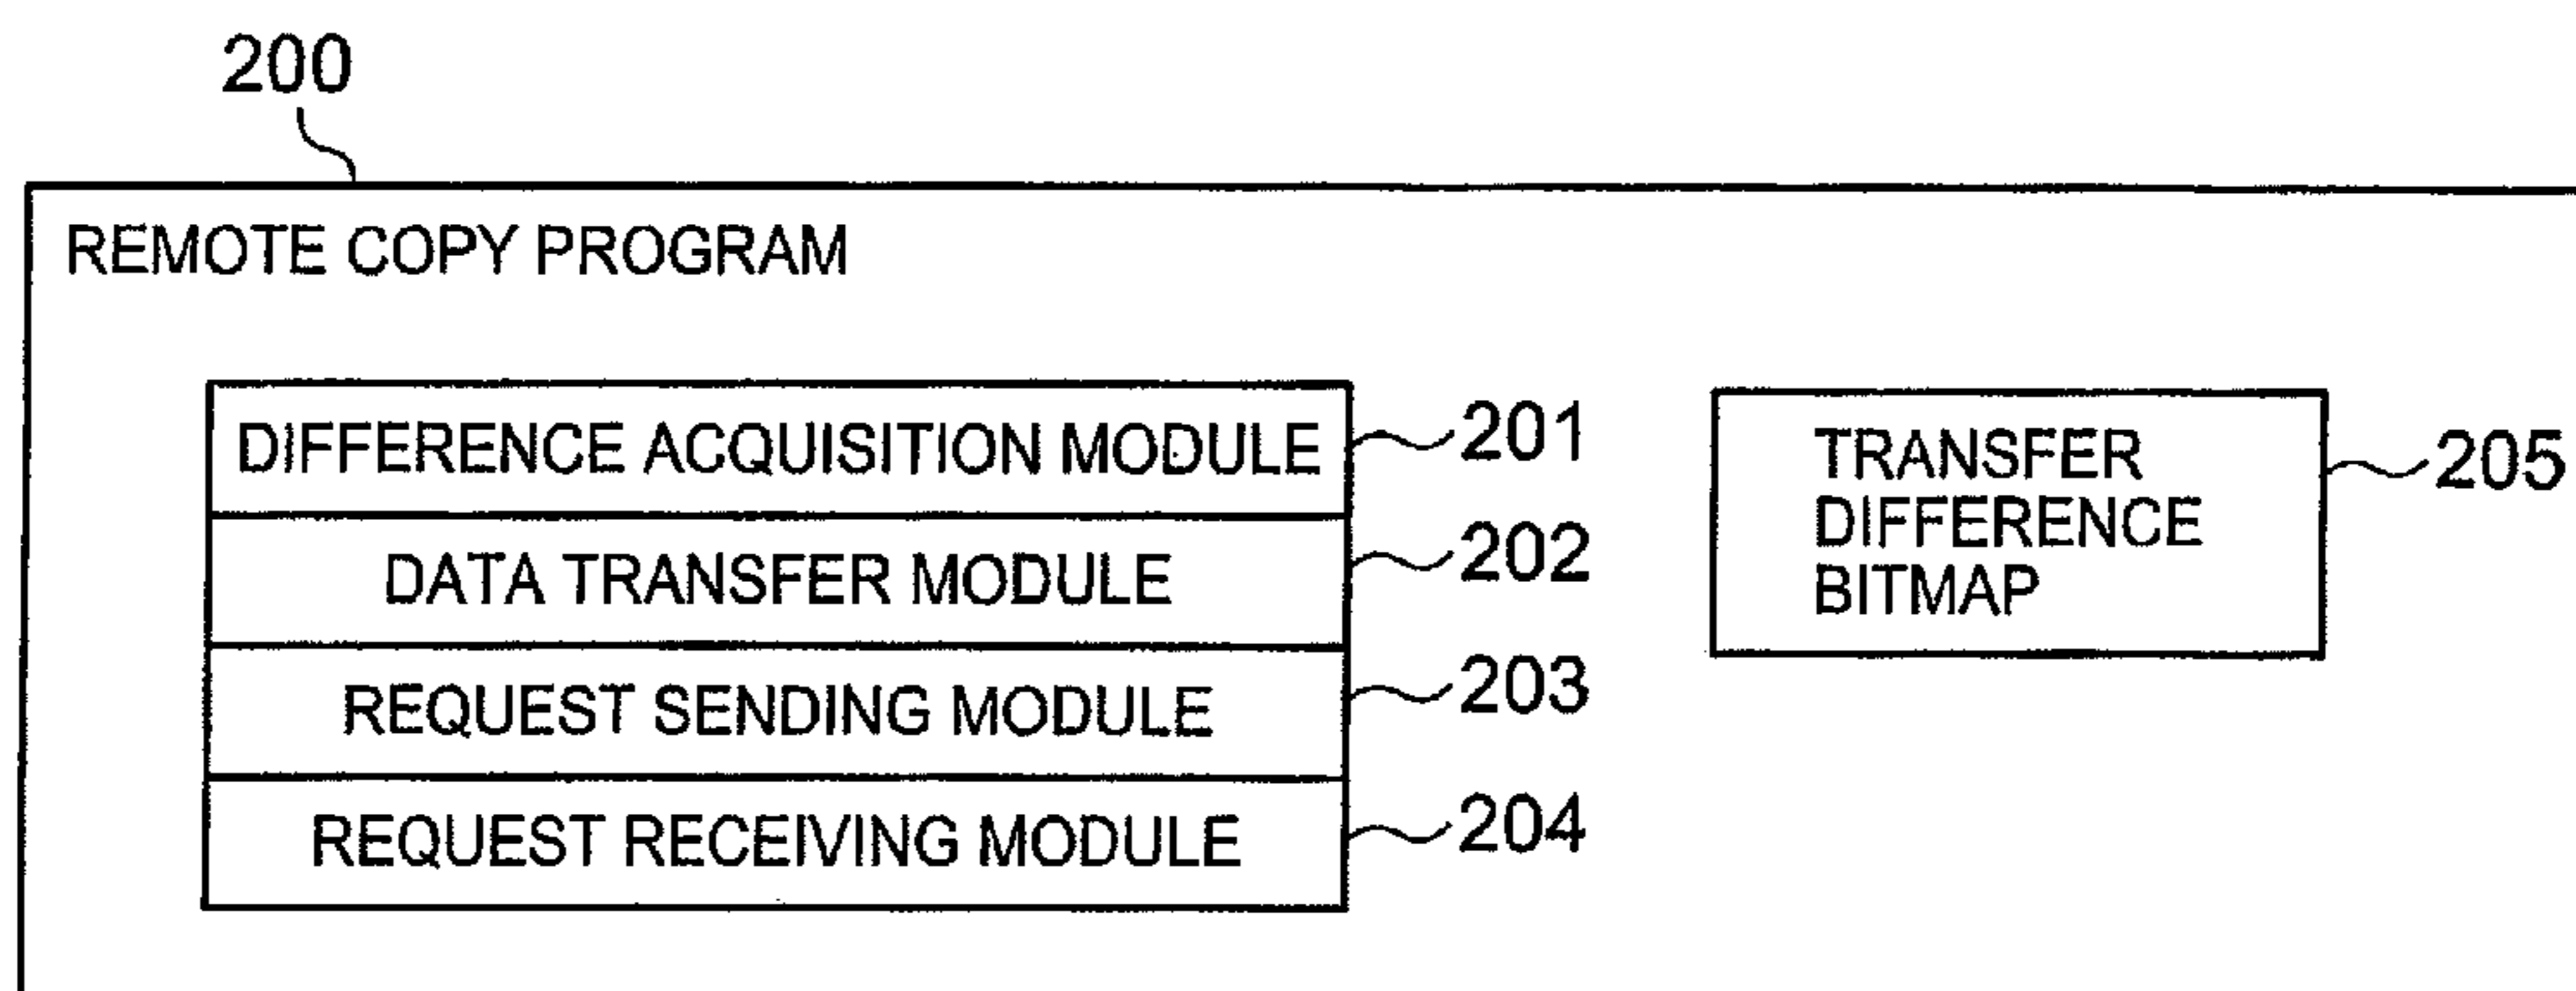 200
REMOTE COPY PROGRAM
DIFFERENCE ACQUISITION MODULE
201
DATA TRANSFER MODULE
202
REQUEST SENDING MODULE
203
REQUEST RECEIVING MODULE
204
TRANSFER
DIFFERENCE
BITMAP
205